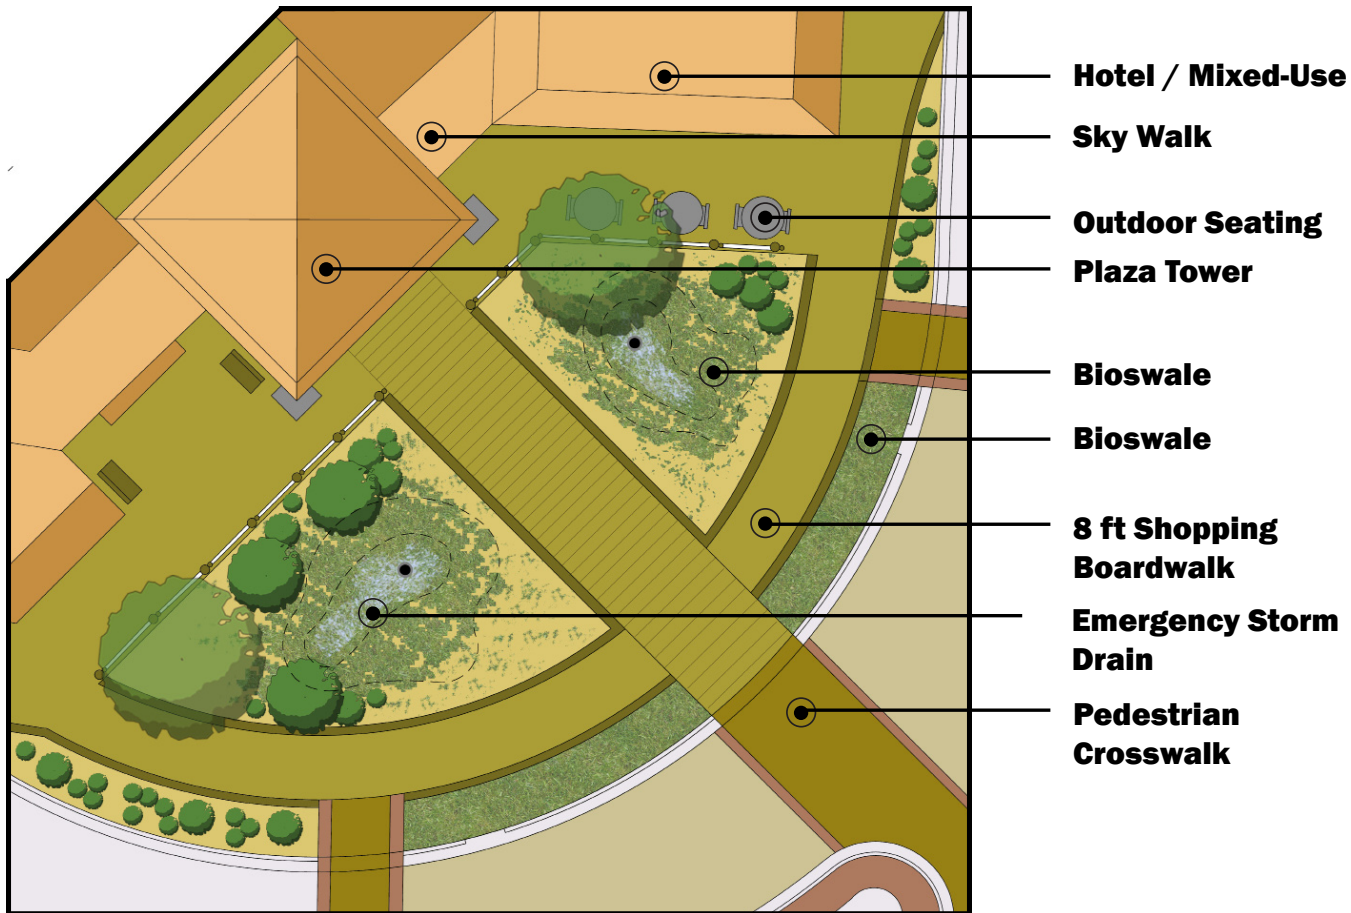 Hotel / Mixed-Use
Sky Walk
Outdoor Seating
Plaza Tower
Bioswale
Bioswale
8 ft Shopping
Boardwalk
Emergency Storm
Drain
Pedestrian
Crosswalk